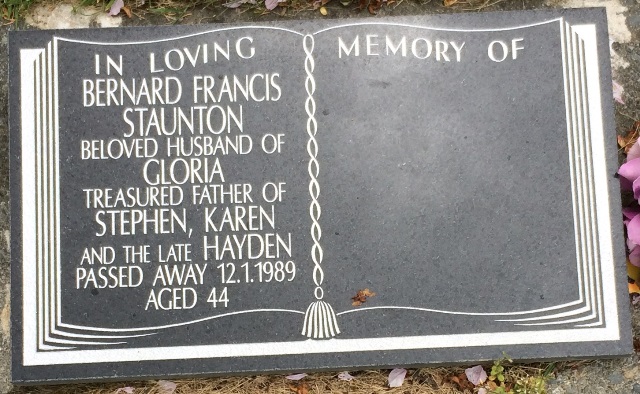 IN LOVING MEMORY OF
BERNARD FRANCIS
STAUNTON
BELOVED HUSBAND OF
GLORIA
TREASURED FATHER OF
STEPHEN, KAREN
AND THE LATE HAYDEN
PASSED AWAY 12.1.1989
AGED 44